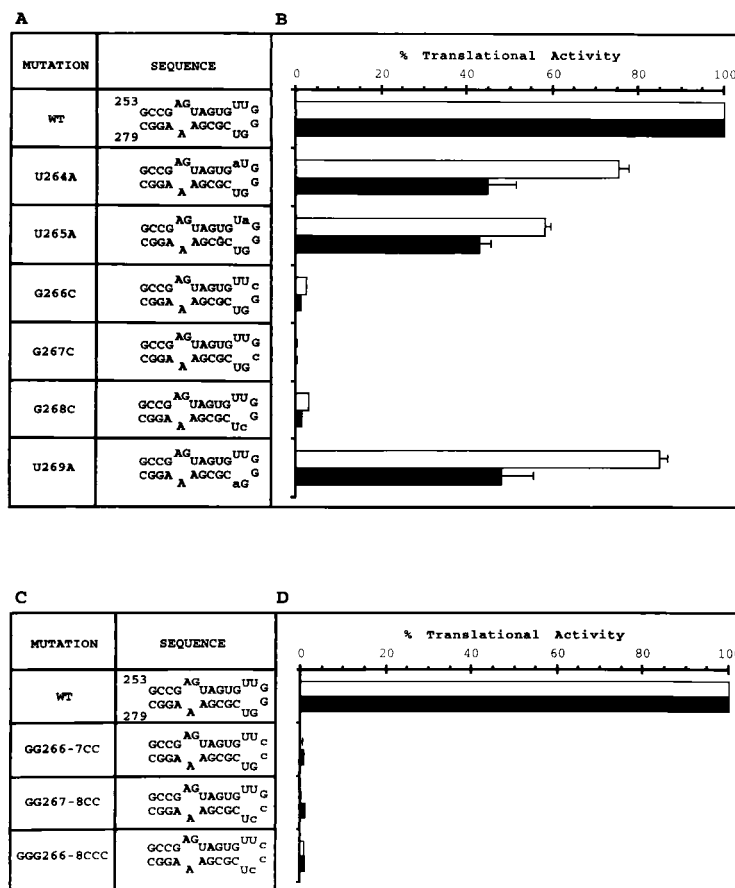 A B
MUTATION SEQUENCE % Translational Activity
0 20 40 60 80 100
WT
253
AG UU
GCCG UAGUG G
CGGA AGCGC G
A UG
279
U264A
AG aU
GCCG UAGUG G
CGGA AGCGC G
A UG
U265A
AG Ua
GCCG UAGUG G
CGGA AGCGC G
A UG
G266C
AG UU
GCCG UAGUG C
CGGA AGCGC G
A UG
G267C
AG UU
GCCG UAGUG G
CGGA AGCGC C
A UG
G268C
AG UU
GCCG UAGUG G
CGGA AGCGC G
A Uc
U269A
AG UU
GCCG UAGUG G
CGGA AGCGC G
A aG
C D
MUTATION SEQUENCE % Translational Activity
0 20 40 60 80 100
WT
253
AG UU
GCCG UAGUG G
CGGA AGCGC G
A UG
279
GG266-7CC
AG UU
GCCG UAGUG c
CGGA AGCGC c
A UG
GG267-8CC
AG UU
GCCG UAGUG G
CGGA AGCGC c
A Uc
GGG266-8CCC
AG UU
GCCG UAGUG c
CGGA AGCGC c
A Uc